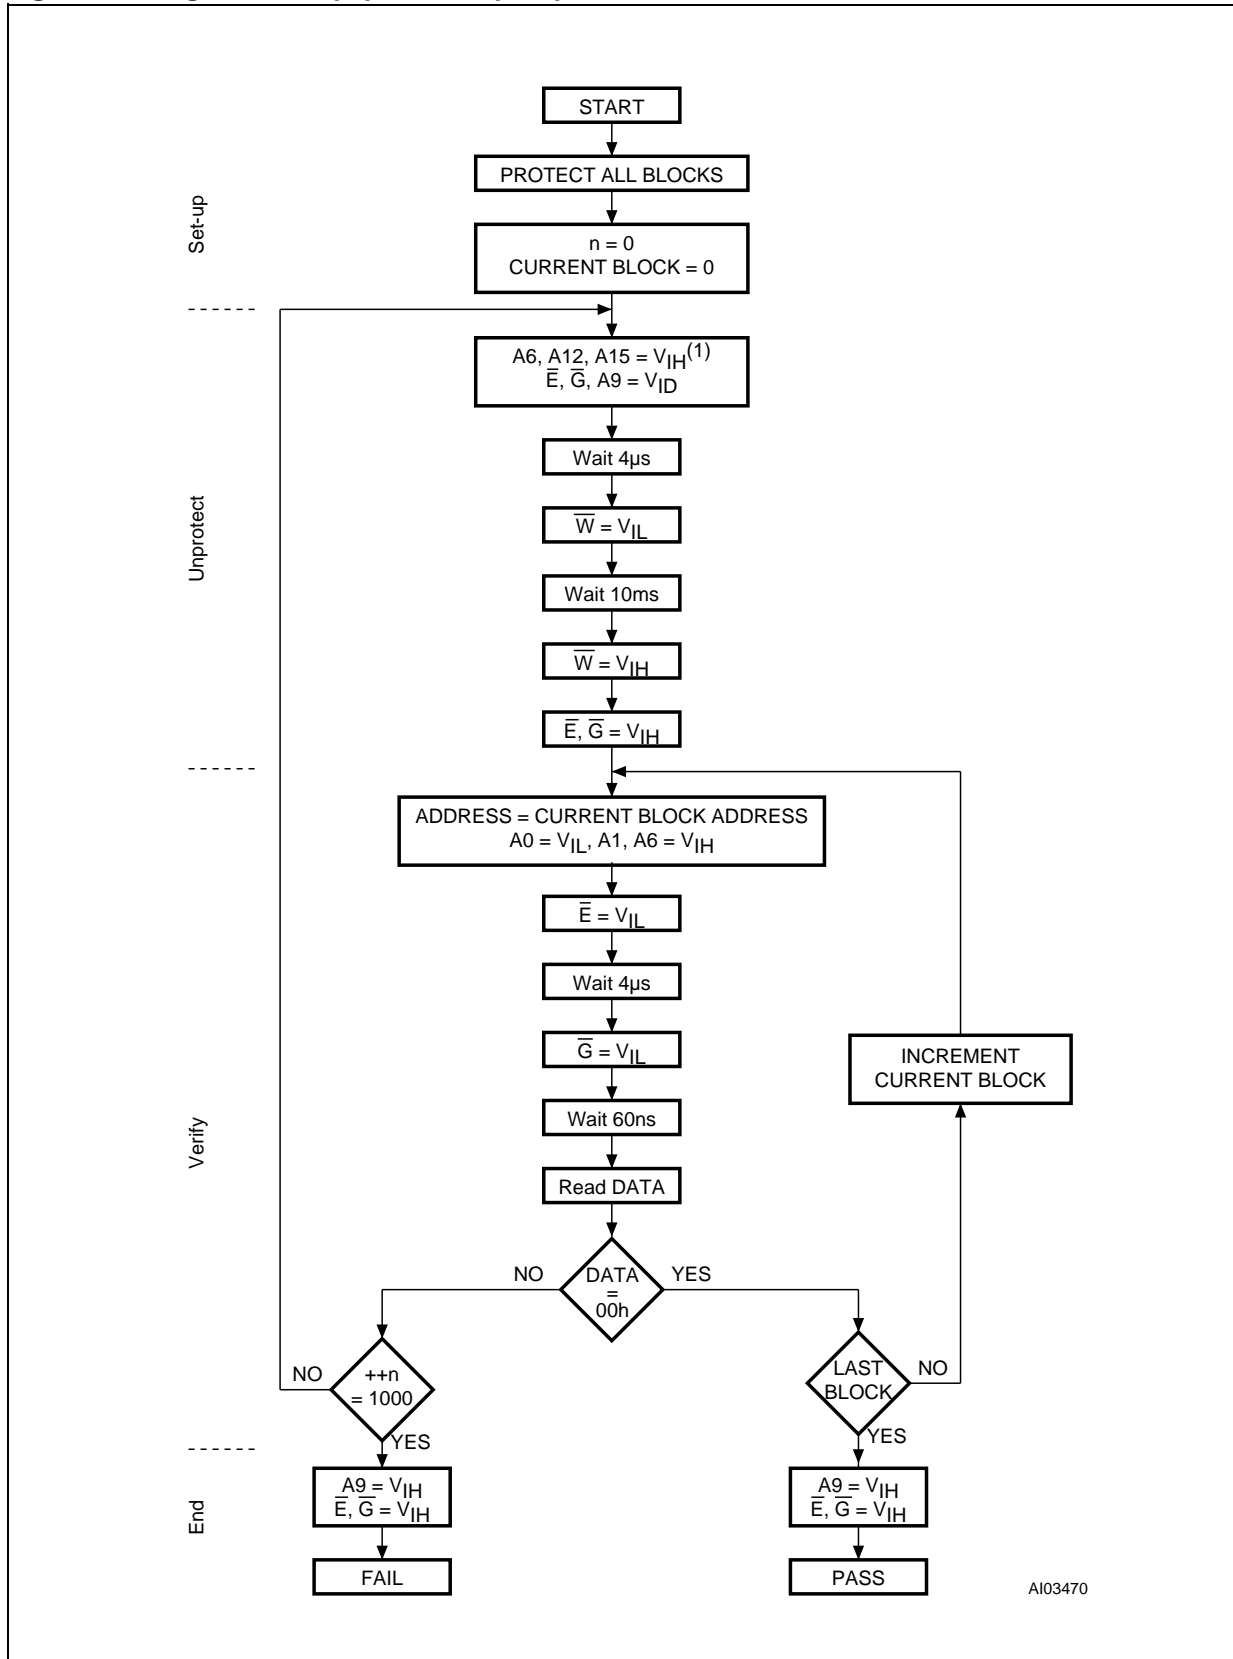 START
PROTECT ALL BLOCKS
Set-up
n = 0
CURRENT BLOCK = 0
A6, A12, A15 = VIH(1)
E̅, G̅, A9 = VID
Wait 4µs
Unprotect
W̅ = VIL
Wait 10ms
W̅ = VIH
E̅, G̅ = VIH
ADDRESS = CURRENT BLOCK ADDRESS
A0 = VIL, A1, A6 = VIH
E̅ = VIL
Wait 4µs
G̅ = VIL
INCREMENT
CURRENT BLOCK
Wait 60ns
Verify
Read DATA
NO
DATA
=
00h
YES
NO
++n
= 1000
LAST
BLOCK
NO
YES
YES
End
A9 = VIH
E̅, G̅ = VIH
A9 = VIH
E̅, G̅ = VIH
FAIL
PASS
AI03470